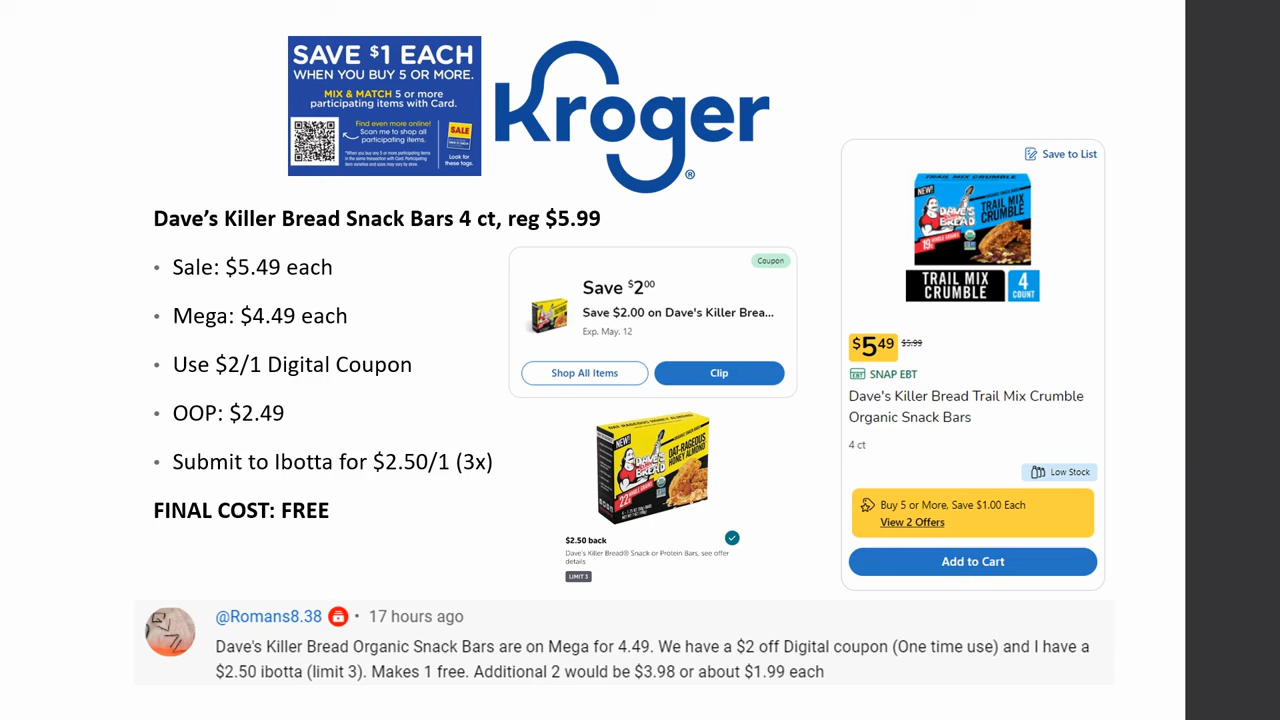 SAVE $1 EACH
WHEN YOU BUY 5 OR MORE.
MIX & MATCH 5 or more
participating items with Card.
Find even more online!
Scan me to shop all
participating items.
SALE
Look for
these tags.
Kroger®
Save to List
NEW!
TRAIL MIX CRUMBLE
DAVE'S
BREAD
TRAIL MIX
CRUMBLE
4
COUNT
Dave's Killer Bread Snack Bars 4 ct, reg $5.99
• Sale: $5.49 each
• Mega: $4.49 each
• Use $2/1 Digital Coupon
• OOP: $2.49
• Submit to Ibotta for $2.50/1 (3x)
FINAL COST: FREE
Coupon
Save $2⁰⁰
Save $2.00 on Dave's Killer Brea...
Exp. May. 12
Shop All Items
Clip
NEW!
DAVE'S
BREAD
OAT-RAGEOUS
HONEY ALMOND
$2.50 back
Dave's Killer Bread® Snack or Protein Bars, see offer
details
LIMIT 3
$5⁴⁹ $5.99
SNAP EBT
Dave's Killer Bread Trail Mix Crumble
Organic Snack Bars
4 ct
Low Stock
Buy 5 or More, Save $1.00 Each
View 2 Offers
Add to Cart
@Romans8.38 • 17 hours ago
Dave's Killer Bread Organic Snack Bars are on Mega for 4.49. We have a $2 off Digital coupon (One time use) and I have a
$2.50 ibotta (limit 3). Makes 1 free. Additional 2 would be $3.98 or about $1.99 each